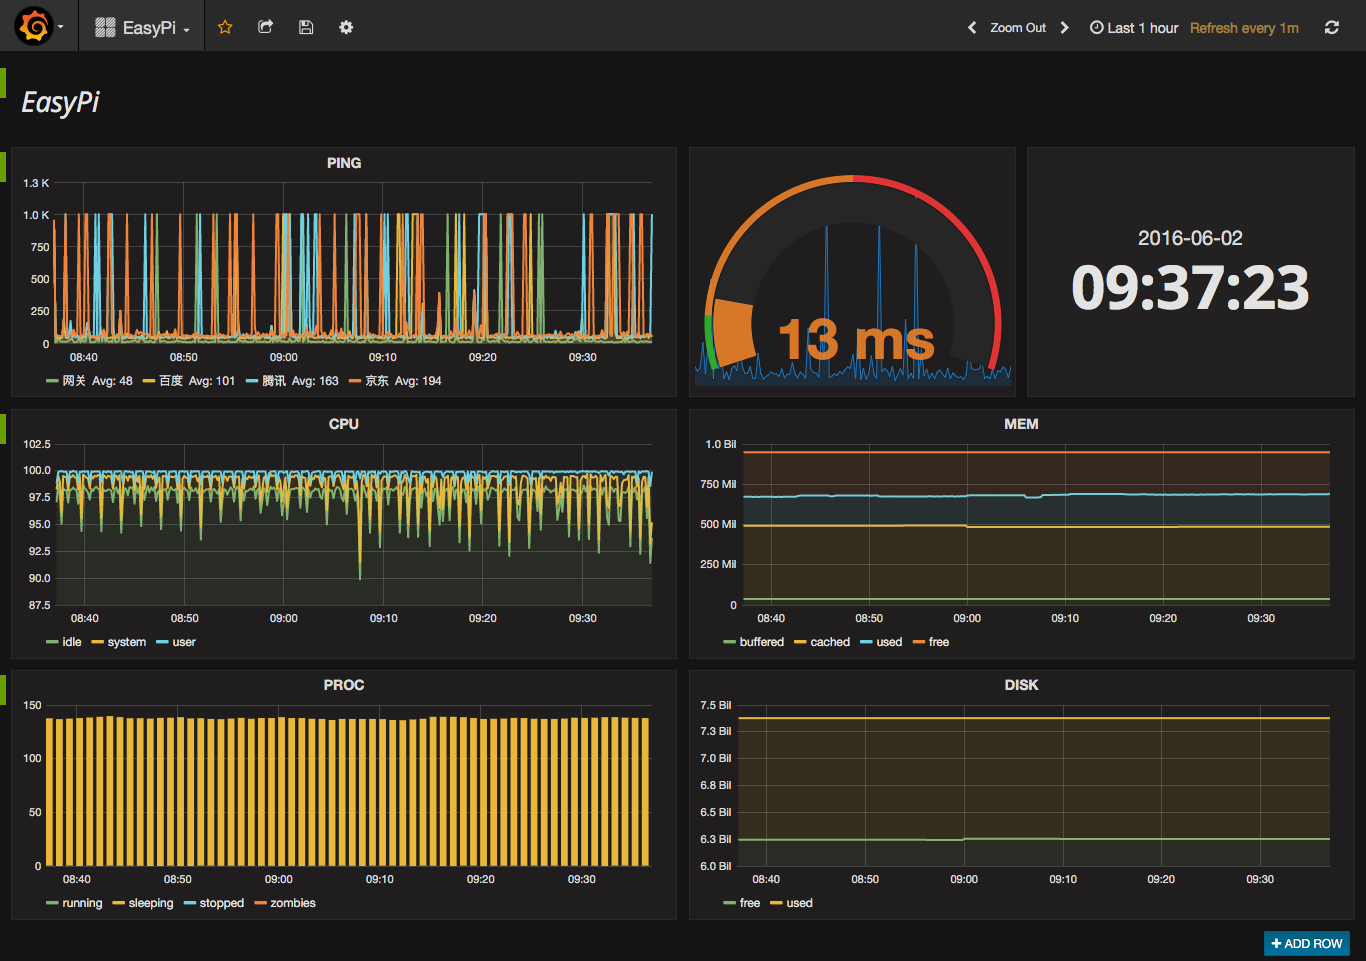 EasyPi
Zoom Out
Last 1 hour Refresh every 1m
EasyPi
PING
1.3 K
1.0 K
750
500
250
0
08:40 08:50 09:00 09:10 09:20 09:30
网关 Avg: 48 百度 Avg: 101 腾讯 Avg: 163 京东 Avg: 194
13 ms
2016-06-02
09:37:23
CPU
102.5
100.0
97.5
95.0
92.5
90.0
87.5
08:40 08:50 09:00 09:10 09:20 09:30
idle system user
MEM
1.0 Bil
750 Mil
500 Mil
250 Mil
0
08:40 08:50 09:00 09:10 09:20 09:30
buffered cached used free
PROC
150
100
50
0
08:40 08:50 09:00 09:10 09:20 09:30
running sleeping stopped zombies
DISK
7.5 Bil
7.3 Bil
7.0 Bil
6.8 Bil
6.5 Bil
6.3 Bil
6.0 Bil
08:40 08:50 09:00 09:10 09:20 09:30
free used
+ ADD ROW